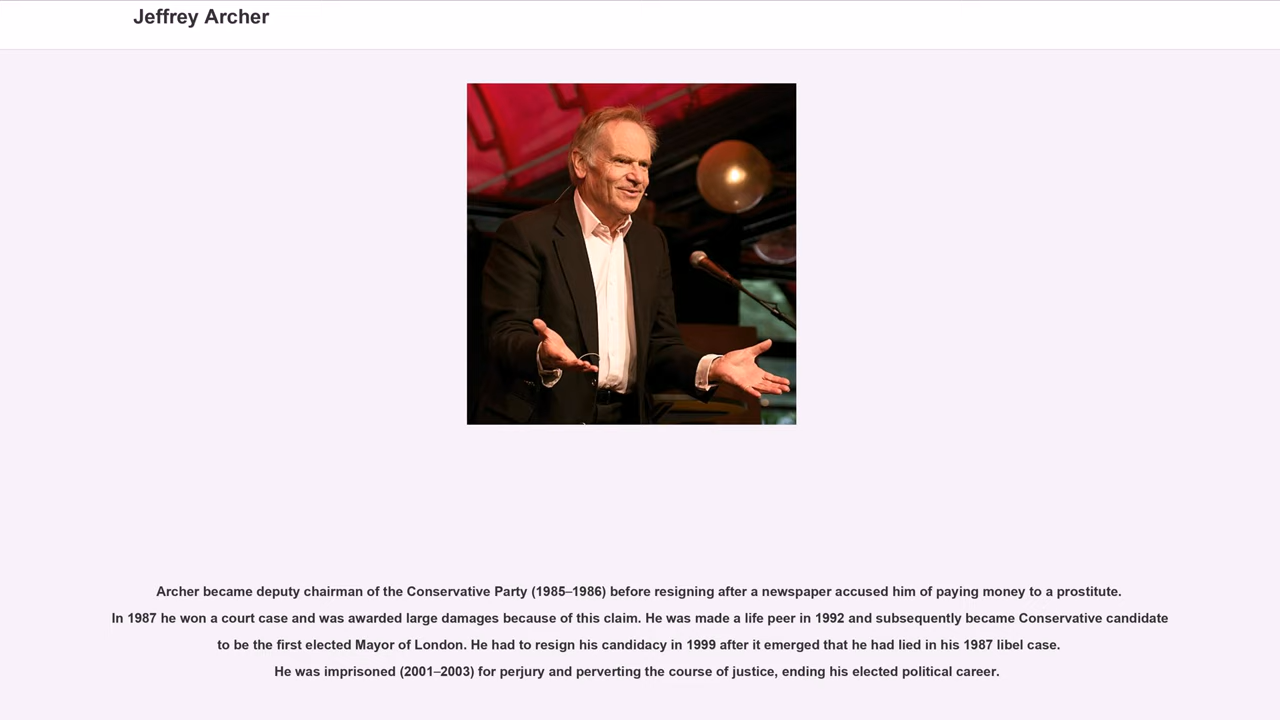 Jeffrey Archer
Archer became deputy chairman of the Conservative Party (1985–1986) before resigning after a newspaper accused him of paying money to a prostitute.
In 1987 he won a court case and was awarded large damages because of this claim. He was made a life peer in 1992 and subsequently became Conservative candidate
to be the first elected Mayor of London. He had to resign his candidacy in 1999 after it emerged that he had lied in his 1987 libel case.
He was imprisoned (2001–2003) for perjury and perverting the course of justice, ending his elected political career.